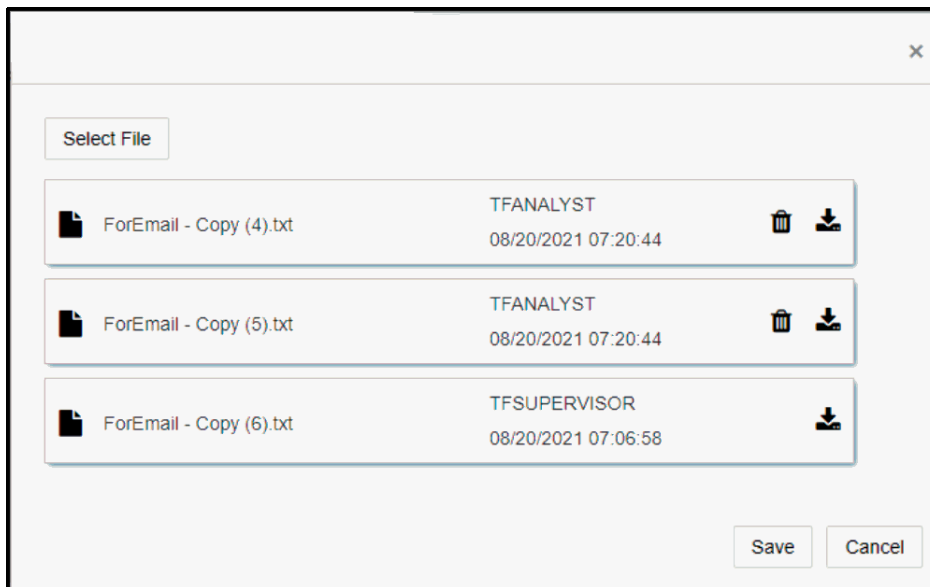 Select File
ForEmail - Copy (4).txt
TFANALYST
08/20/2021 07:20:44
ForEmail - Copy (5).txt
TFANALYST
08/20/2021 07:20:44
ForEmail - Copy (6).txt
TFSUPERVISOR
08/20/2021 07:06:58
Save Cancel